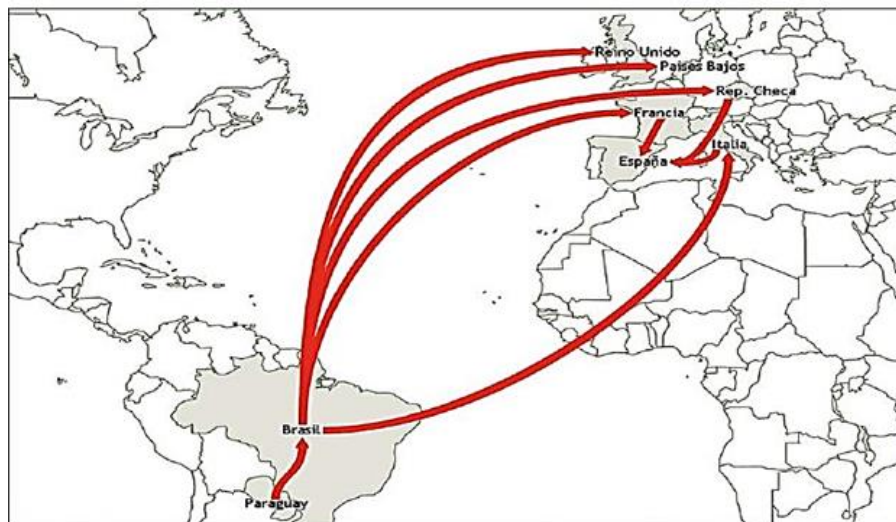 Reino Unido
Países Bajos
Rep. Checa
Francia
Italia
España
Brasil
Paraguay